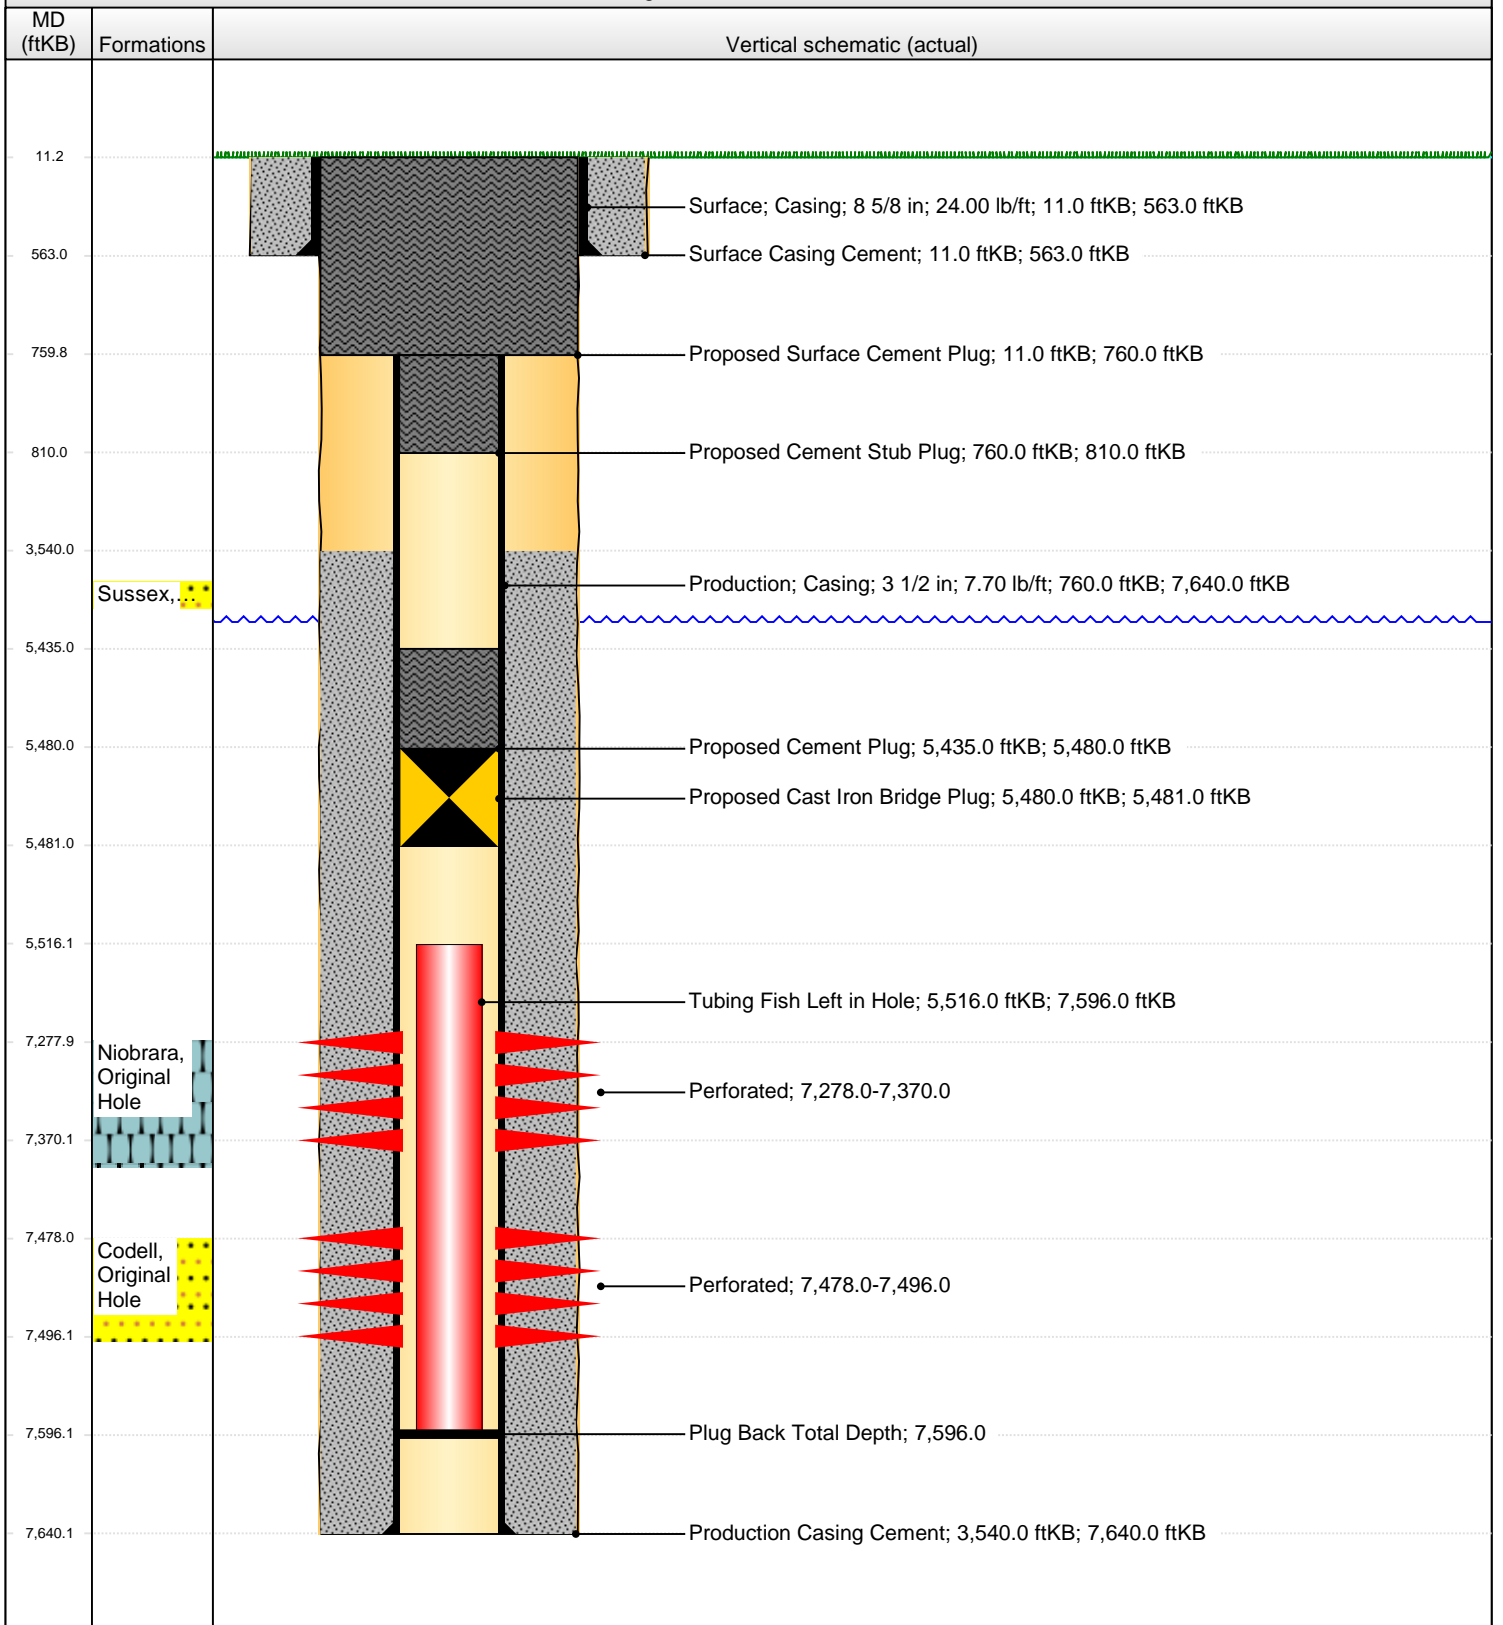 MD
(ftKB)
Formations
Vertical schematic (actual)
11.2
Surface; Casing; 8 5/8 in; 24.00 lb/ft; 11.0 ftKB; 563.0 ftKB
563.0
Surface Casing Cement; 11.0 ftKB; 563.0 ftKB
759.8
Proposed Surface Cement Plug; 11.0 ftKB; 760.0 ftKB
810.0
Proposed Cement Stub Plug; 760.0 ftKB; 810.0 ftKB
3,540.0
Production; Casing; 3 1/2 in; 7.70 lb/ft; 760.0 ftKB; 7,640.0 ftKB
Sussex,...
5,435.0
5,480.0
Proposed Cement Plug; 5,435.0 ftKB; 5,480.0 ftKB
Proposed Cast Iron Bridge Plug; 5,480.0 ftKB; 5,481.0 ftKB
5,481.0
5,516.1
Tubing Fish Left in Hole; 5,516.0 ftKB; 7,596.0 ftKB
7,277.9
Niobrara,
Original
Hole
Perforated; 7,278.0-7,370.0
7,370.1
7,478.0
Codell,
Original
Hole
Perforated; 7,478.0-7,496.0
7,496.1
7,596.1
Plug Back Total Depth; 7,596.0
7,640.1
Production Casing Cement; 3,540.0 ftKB; 7,640.0 ftKB